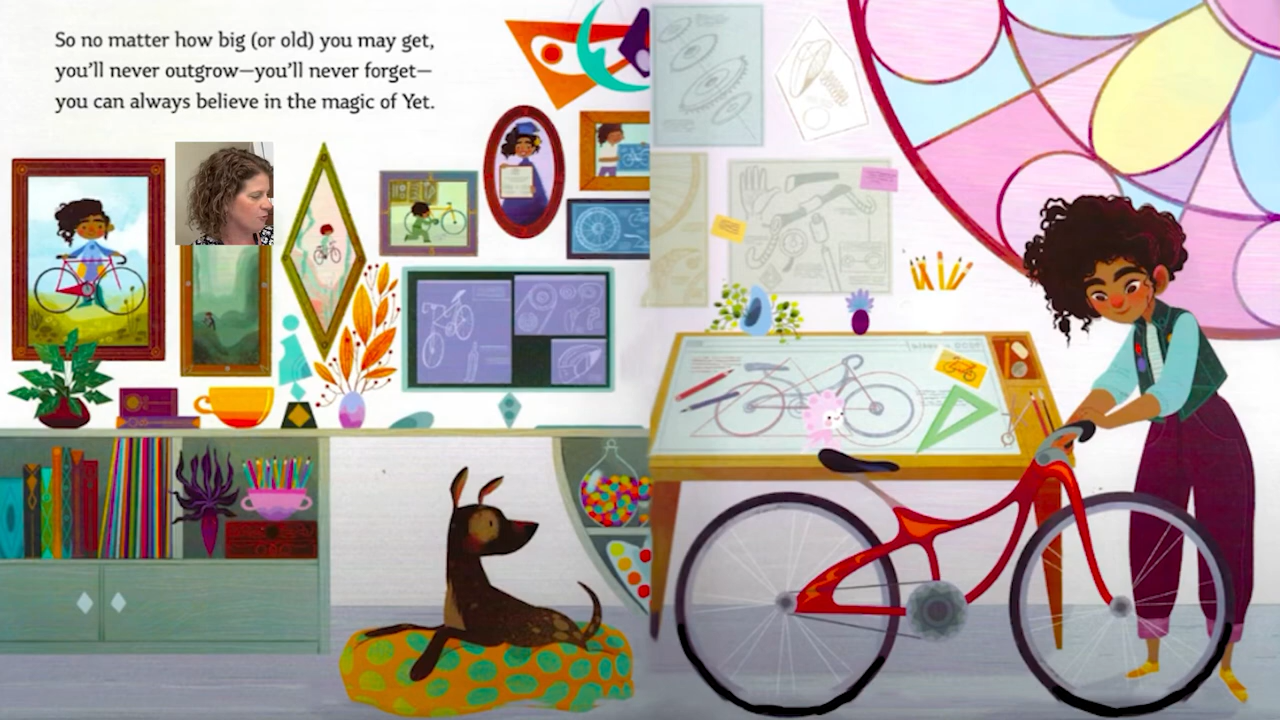 So no matter how big (or old) you may get,
you'll never outgrow—you'll never forget—
you can always believe in the magic of Yet.